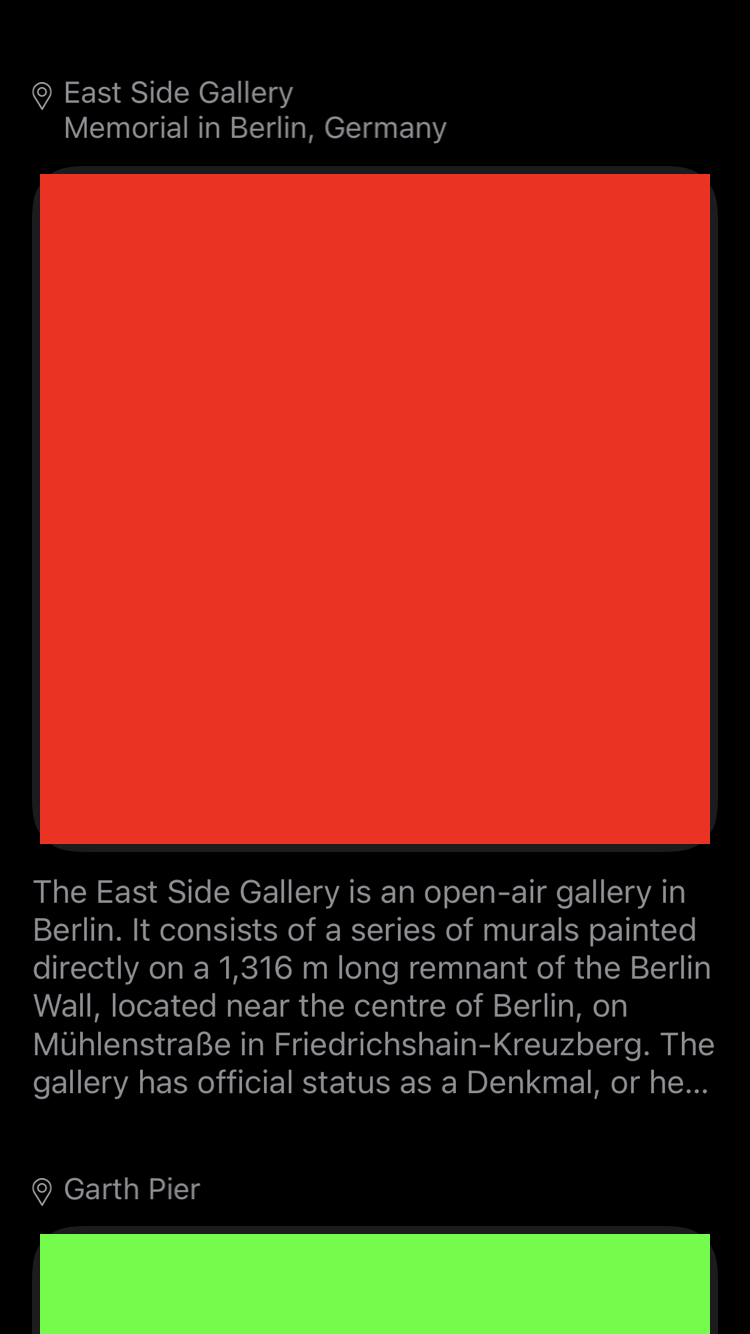 East Side Gallery
Memorial in Berlin, Germany
The East Side Gallery is an open-air gallery in
Berlin. It consists of a series of murals painted
directly on a 1,316 m long remnant of the Berlin
Wall, located near the centre of Berlin, on
Mühlenstraße in Friedrichshain-Kreuzberg. The
gallery has official status as a Denkmal, or he...
Garth Pier